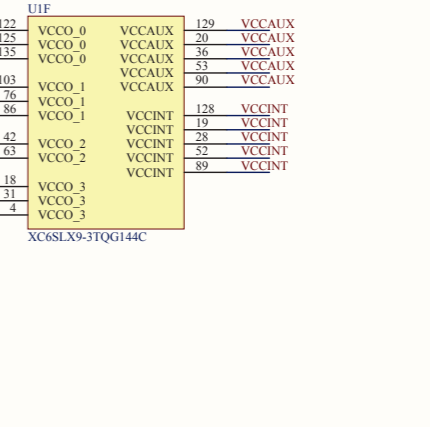 U1F
122 VCCO_0 VCCAUX 129 VCCAUX
125 VCCO_0 VCCAUX 20 VCCAUX
135 VCCO_0 VCCAUX 36 VCCAUX
VCCAUX 53 VCCAUX
103 VCCO_1 VCCAUX 90 VCCAUX
76 VCCO_1
86 VCCO_1 VCCINT 128 VCCINT
VCCINT 19 VCCINT
42 VCCO_2 VCCINT 28 VCCINT
63 VCCO_2 VCCINT 52 VCCINT
VCCINT 89 VCCINT
18 VCCO_3
31 VCCO_3
4 VCCO_3
XC6SLX9-3TQG144C